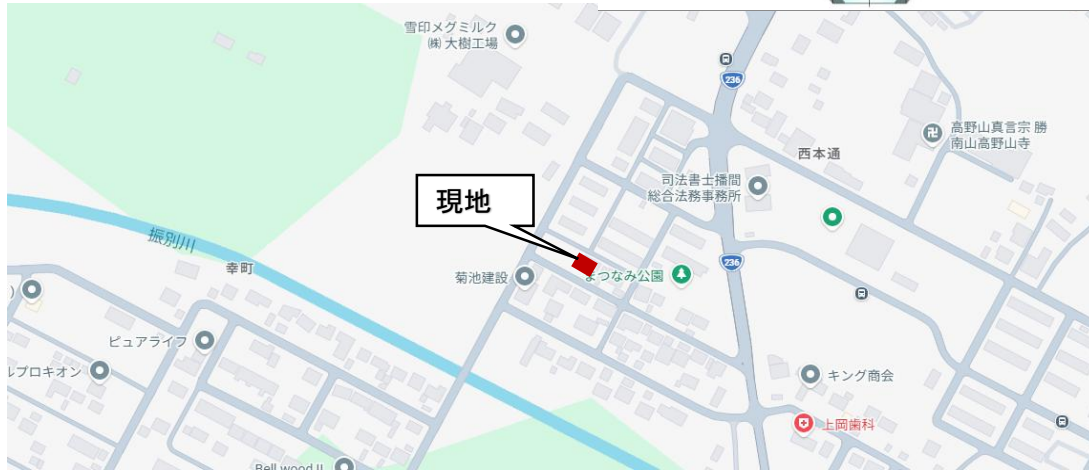 雪印メグミルク
㈱ 大樹工場
236
高野山真言宗 勝
南山高野山寺
西本通
司法書士播間
総合法務事務所
現地
振別川
幸町
菊池建設
まつなみ公園
236
ピュアライフ
ルプロキオン
キング商会
上岡歯科
Bell wood II